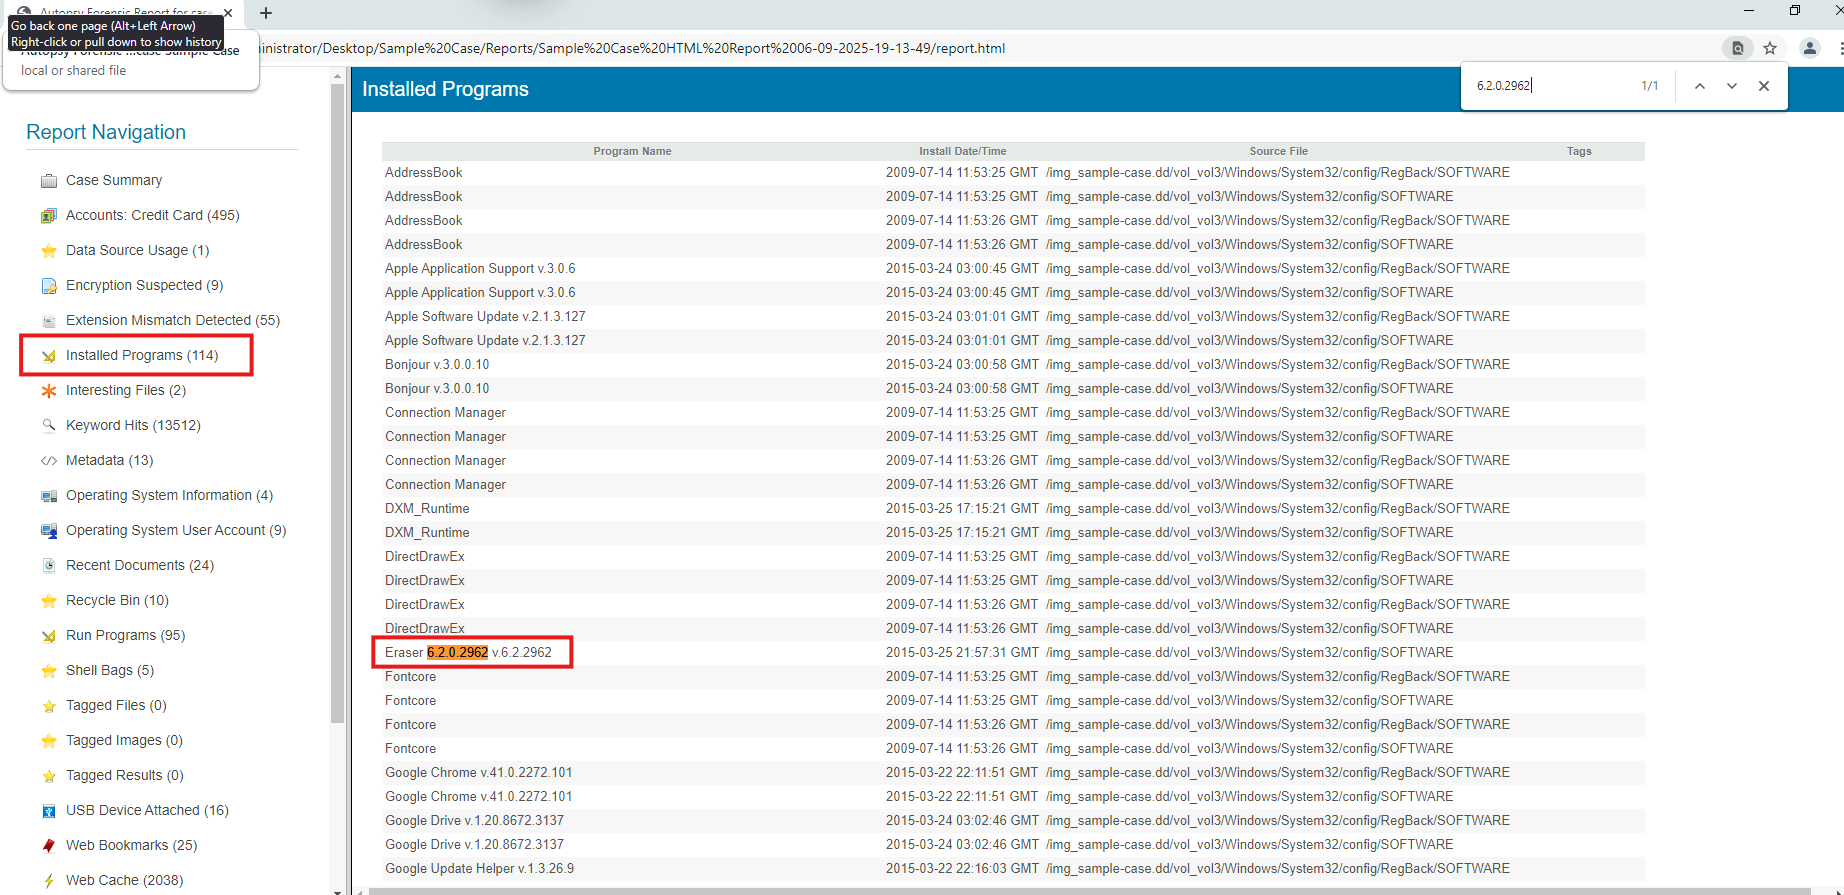 Autopsy Forensic Report for case
Go back one page (Alt+Left Arrow)
Right-click or pull down to show history
Autopsy Forensic ...case Sample Case
local or shared file
ninistrator/Desktop/Sample%20Case/Reports/Sample%20Case%20HTML%20Report%2006-09-2025-19-13-49/report.html
6.2.0.2962 1/1
Report Navigation
Case Summary
Accounts: Credit Card (495)
Data Source Usage (1)
Encryption Suspected (9)
Extension Mismatch Detected (55)
Installed Programs (114)
Interesting Files (2)
Keyword Hits (13512)
Metadata (13)
Operating System Information (4)
Operating System User Account (9)
Recent Documents (24)
Recycle Bin (10)
Run Programs (95)
Shell Bags (5)
Tagged Files (0)
Tagged Images (0)
Tagged Results (0)
USB Device Attached (16)
Web Bookmarks (25)
Web Cache (2038)
Installed Programs
Program Name Install Date/Time Source File Tags
AddressBook 2009-07-14 11:53:25 GMT /img_sample-case.dd/vol_vol3/Windows/System32/config/RegBack/SOFTWARE
AddressBook 2009-07-14 11:53:25 GMT /img_sample-case.dd/vol_vol3/Windows/System32/config/SOFTWARE
AddressBook 2009-07-14 11:53:26 GMT /img_sample-case.dd/vol_vol3/Windows/System32/config/RegBack/SOFTWARE
AddressBook 2009-07-14 11:53:26 GMT /img_sample-case.dd/vol_vol3/Windows/System32/config/SOFTWARE
Apple Application Support v.3.0.6 2015-03-24 03:00:45 GMT /img_sample-case.dd/vol_vol3/Windows/System32/config/RegBack/SOFTWARE
Apple Application Support v.3.0.6 2015-03-24 03:00:45 GMT /img_sample-case.dd/vol_vol3/Windows/System32/config/SOFTWARE
Apple Software Update v.2.1.3.127 2015-03-24 03:01:01 GMT /img_sample-case.dd/vol_vol3/Windows/System32/config/RegBack/SOFTWARE
Apple Software Update v.2.1.3.127 2015-03-24 03:01:01 GMT /img_sample-case.dd/vol_vol3/Windows/System32/config/SOFTWARE
Bonjour v.3.0.0.10 2015-03-24 03:00:58 GMT /img_sample-case.dd/vol_vol3/Windows/System32/config/RegBack/SOFTWARE
Bonjour v.3.0.0.10 2015-03-24 03:00:58 GMT /img_sample-case.dd/vol_vol3/Windows/System32/config/SOFTWARE
Connection Manager 2009-07-14 11:53:25 GMT /img_sample-case.dd/vol_vol3/Windows/System32/config/RegBack/SOFTWARE
Connection Manager 2009-07-14 11:53:25 GMT /img_sample-case.dd/vol_vol3/Windows/System32/config/SOFTWARE
Connection Manager 2009-07-14 11:53:26 GMT /img_sample-case.dd/vol_vol3/Windows/System32/config/RegBack/SOFTWARE
Connection Manager 2009-07-14 11:53:26 GMT /img_sample-case.dd/vol_vol3/Windows/System32/config/SOFTWARE
DXM_Runtime 2015-03-25 17:15:21 GMT /img_sample-case.dd/vol_vol3/Windows/System32/config/RegBack/SOFTWARE
DXM_Runtime 2015-03-25 17:15:21 GMT /img_sample-case.dd/vol_vol3/Windows/System32/config/SOFTWARE
DirectDrawEx 2009-07-14 11:53:25 GMT /img_sample-case.dd/vol_vol3/Windows/System32/config/RegBack/SOFTWARE
DirectDrawEx 2009-07-14 11:53:25 GMT /img_sample-case.dd/vol_vol3/Windows/System32/config/SOFTWARE
DirectDrawEx 2009-07-14 11:53:26 GMT /img_sample-case.dd/vol_vol3/Windows/System32/config/RegBack/SOFTWARE
DirectDrawEx 2009-07-14 11:53:26 GMT /img_sample-case.dd/vol_vol3/Windows/System32/config/SOFTWARE
Eraser 6.2.0.2962 v.6.2.2962 2015-03-25 21:57:31 GMT /img_sample-case.dd/vol_vol3/Windows/System32/config/SOFTWARE
Fontcore 2009-07-14 11:53:25 GMT /img_sample-case.dd/vol_vol3/Windows/System32/config/RegBack/SOFTWARE
Fontcore 2009-07-14 11:53:25 GMT /img_sample-case.dd/vol_vol3/Windows/System32/config/SOFTWARE
Fontcore 2009-07-14 11:53:26 GMT /img_sample-case.dd/vol_vol3/Windows/System32/config/RegBack/SOFTWARE
Fontcore 2009-07-14 11:53:26 GMT /img_sample-case.dd/vol_vol3/Windows/System32/config/SOFTWARE
Google Chrome v.41.0.2272.101 2015-03-22 22:11:51 GMT /img_sample-case.dd/vol_vol3/Windows/System32/config/RegBack/SOFTWARE
Google Chrome v.41.0.2272.101 2015-03-22 22:11:51 GMT /img_sample-case.dd/vol_vol3/Windows/System32/config/SOFTWARE
Google Drive v.1.20.8672.3137 2015-03-24 03:02:46 GMT /img_sample-case.dd/vol_vol3/Windows/System32/config/RegBack/SOFTWARE
Google Drive v.1.20.8672.3137 2015-03-24 03:02:46 GMT /img_sample-case.dd/vol_vol3/Windows/System32/config/SOFTWARE
Google Update Helper v.1.3.26.9 2015-03-22 22:16:03 GMT /img_sample-case.dd/vol_vol3/Windows/System32/config/RegBack/SOFTWARE